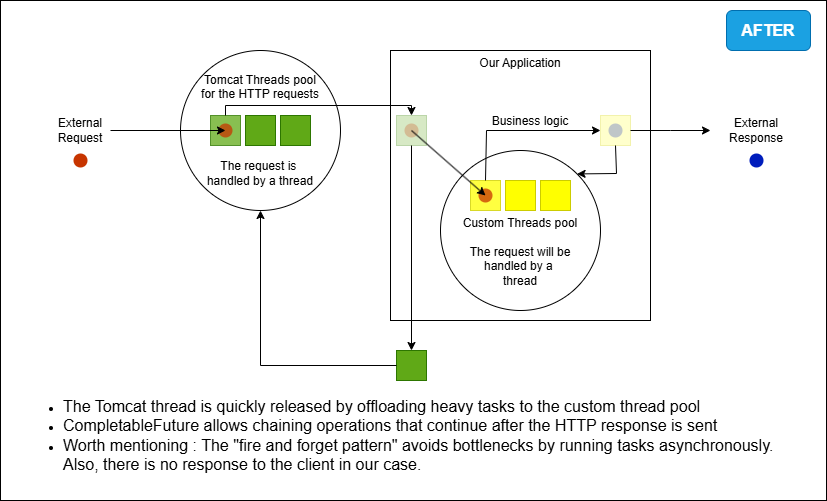 AFTER
Our Application
Tomcat Threads pool
for the HTTP requests
External
Request
The request is
handled by a thread
Business logic
External
Response
Custom Threads pool
The request will be
handled by a
thread
• The Tomcat thread is quickly released by offloading heavy tasks to the custom thread pool
• CompletableFuture allows chaining operations that continue after the HTTP response is sent
• Worth mentioning : The "fire and forget pattern" avoids bottlenecks by running tasks asynchronously.
Also, there is no response to the client in our case.